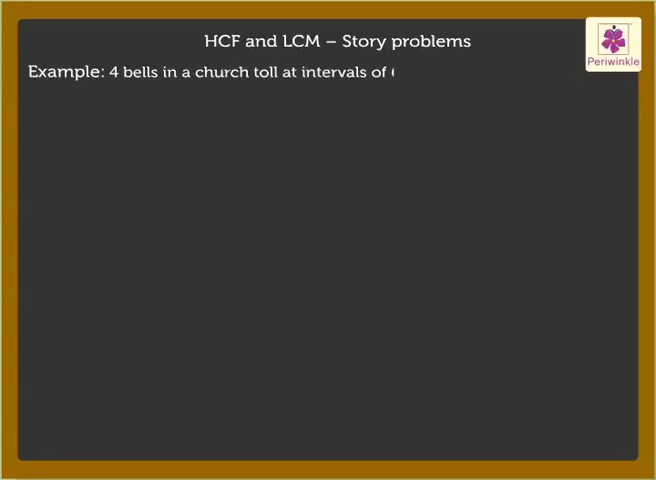 HCF and LCM – Story problems
Periwinkle
Example: 4 bells in a church toll at intervals of